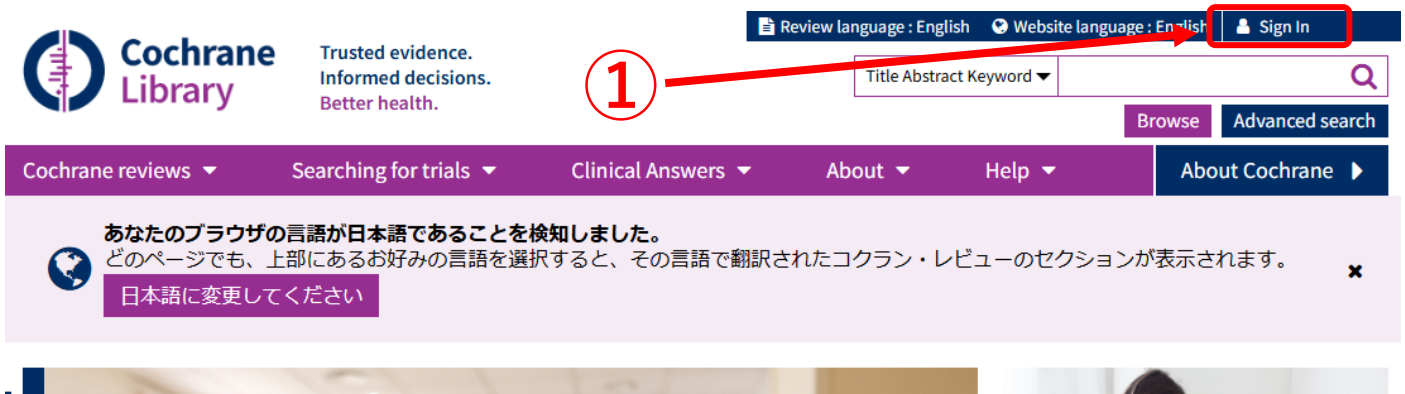 Review language : English Website language : English Sign In
Cochrane
Library
Trusted evidence.
Informed decisions.
Better health.
①
Title Abstract Keyword
Browse Advanced search
Cochrane reviews Searching for trials Clinical Answers About Help About Cochrane
あなたのブラウザの言語が日本語であることを検知しました。
どのページでも、上部にあるお好みの言語を選択すると、その言語で翻訳されたコクラン・レビューのセクションが表示されます。
日本語に変更してください